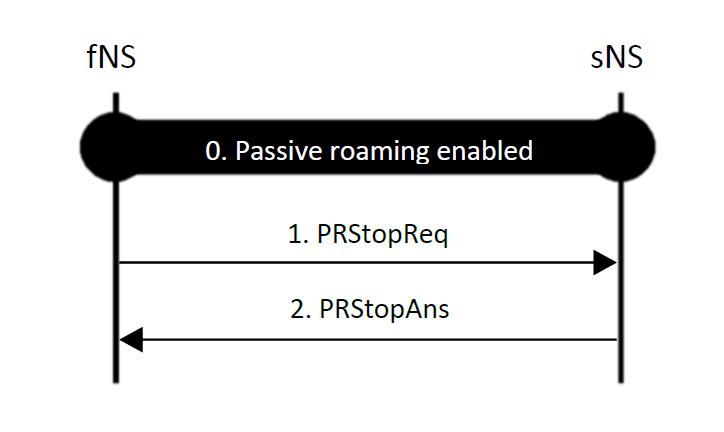 fNS
sNS
0. Passive roaming enabled
1. PRStopReq
2. PRStopAns